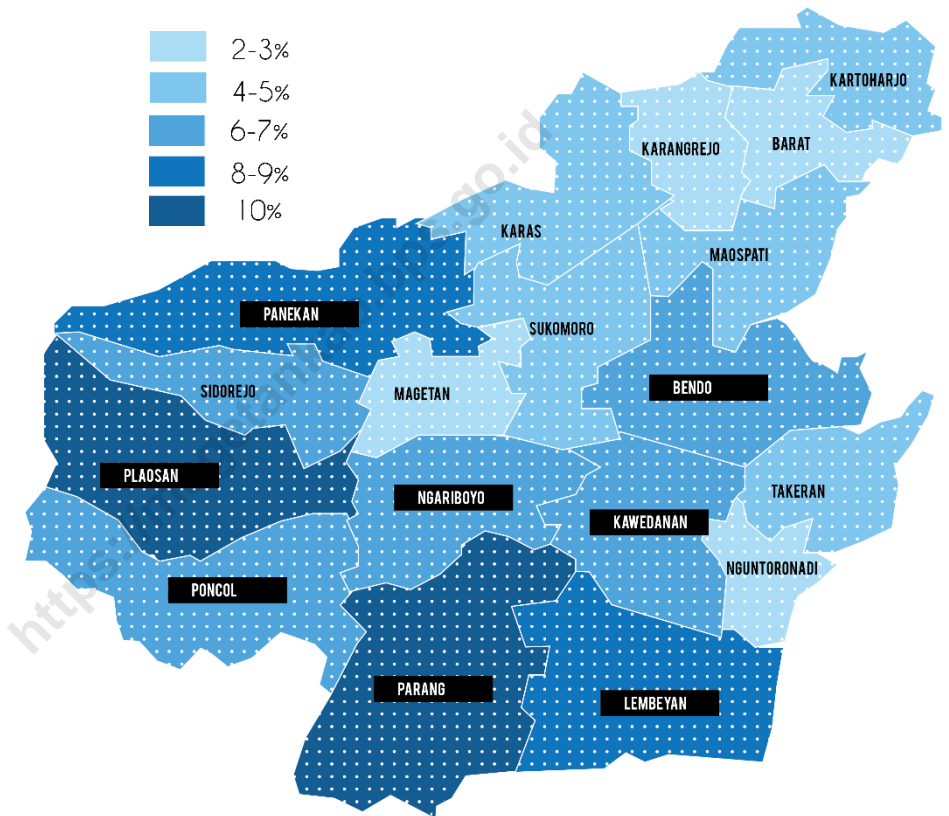 2-3%
4-5%
6-7%
8-9%
10%
KARTOHARJO
KARANGREJO
BARAT
KARAS
MAOSPATI
PANEKAN
SUKOMORO
SIDOREJO
MAGETAN
BENDO
PLAOSAN
NGARIBOYO
TAKERAN
KAWEDANAN
NGUNTORONADI
PONCOL
PARANG
LEMBEYAN